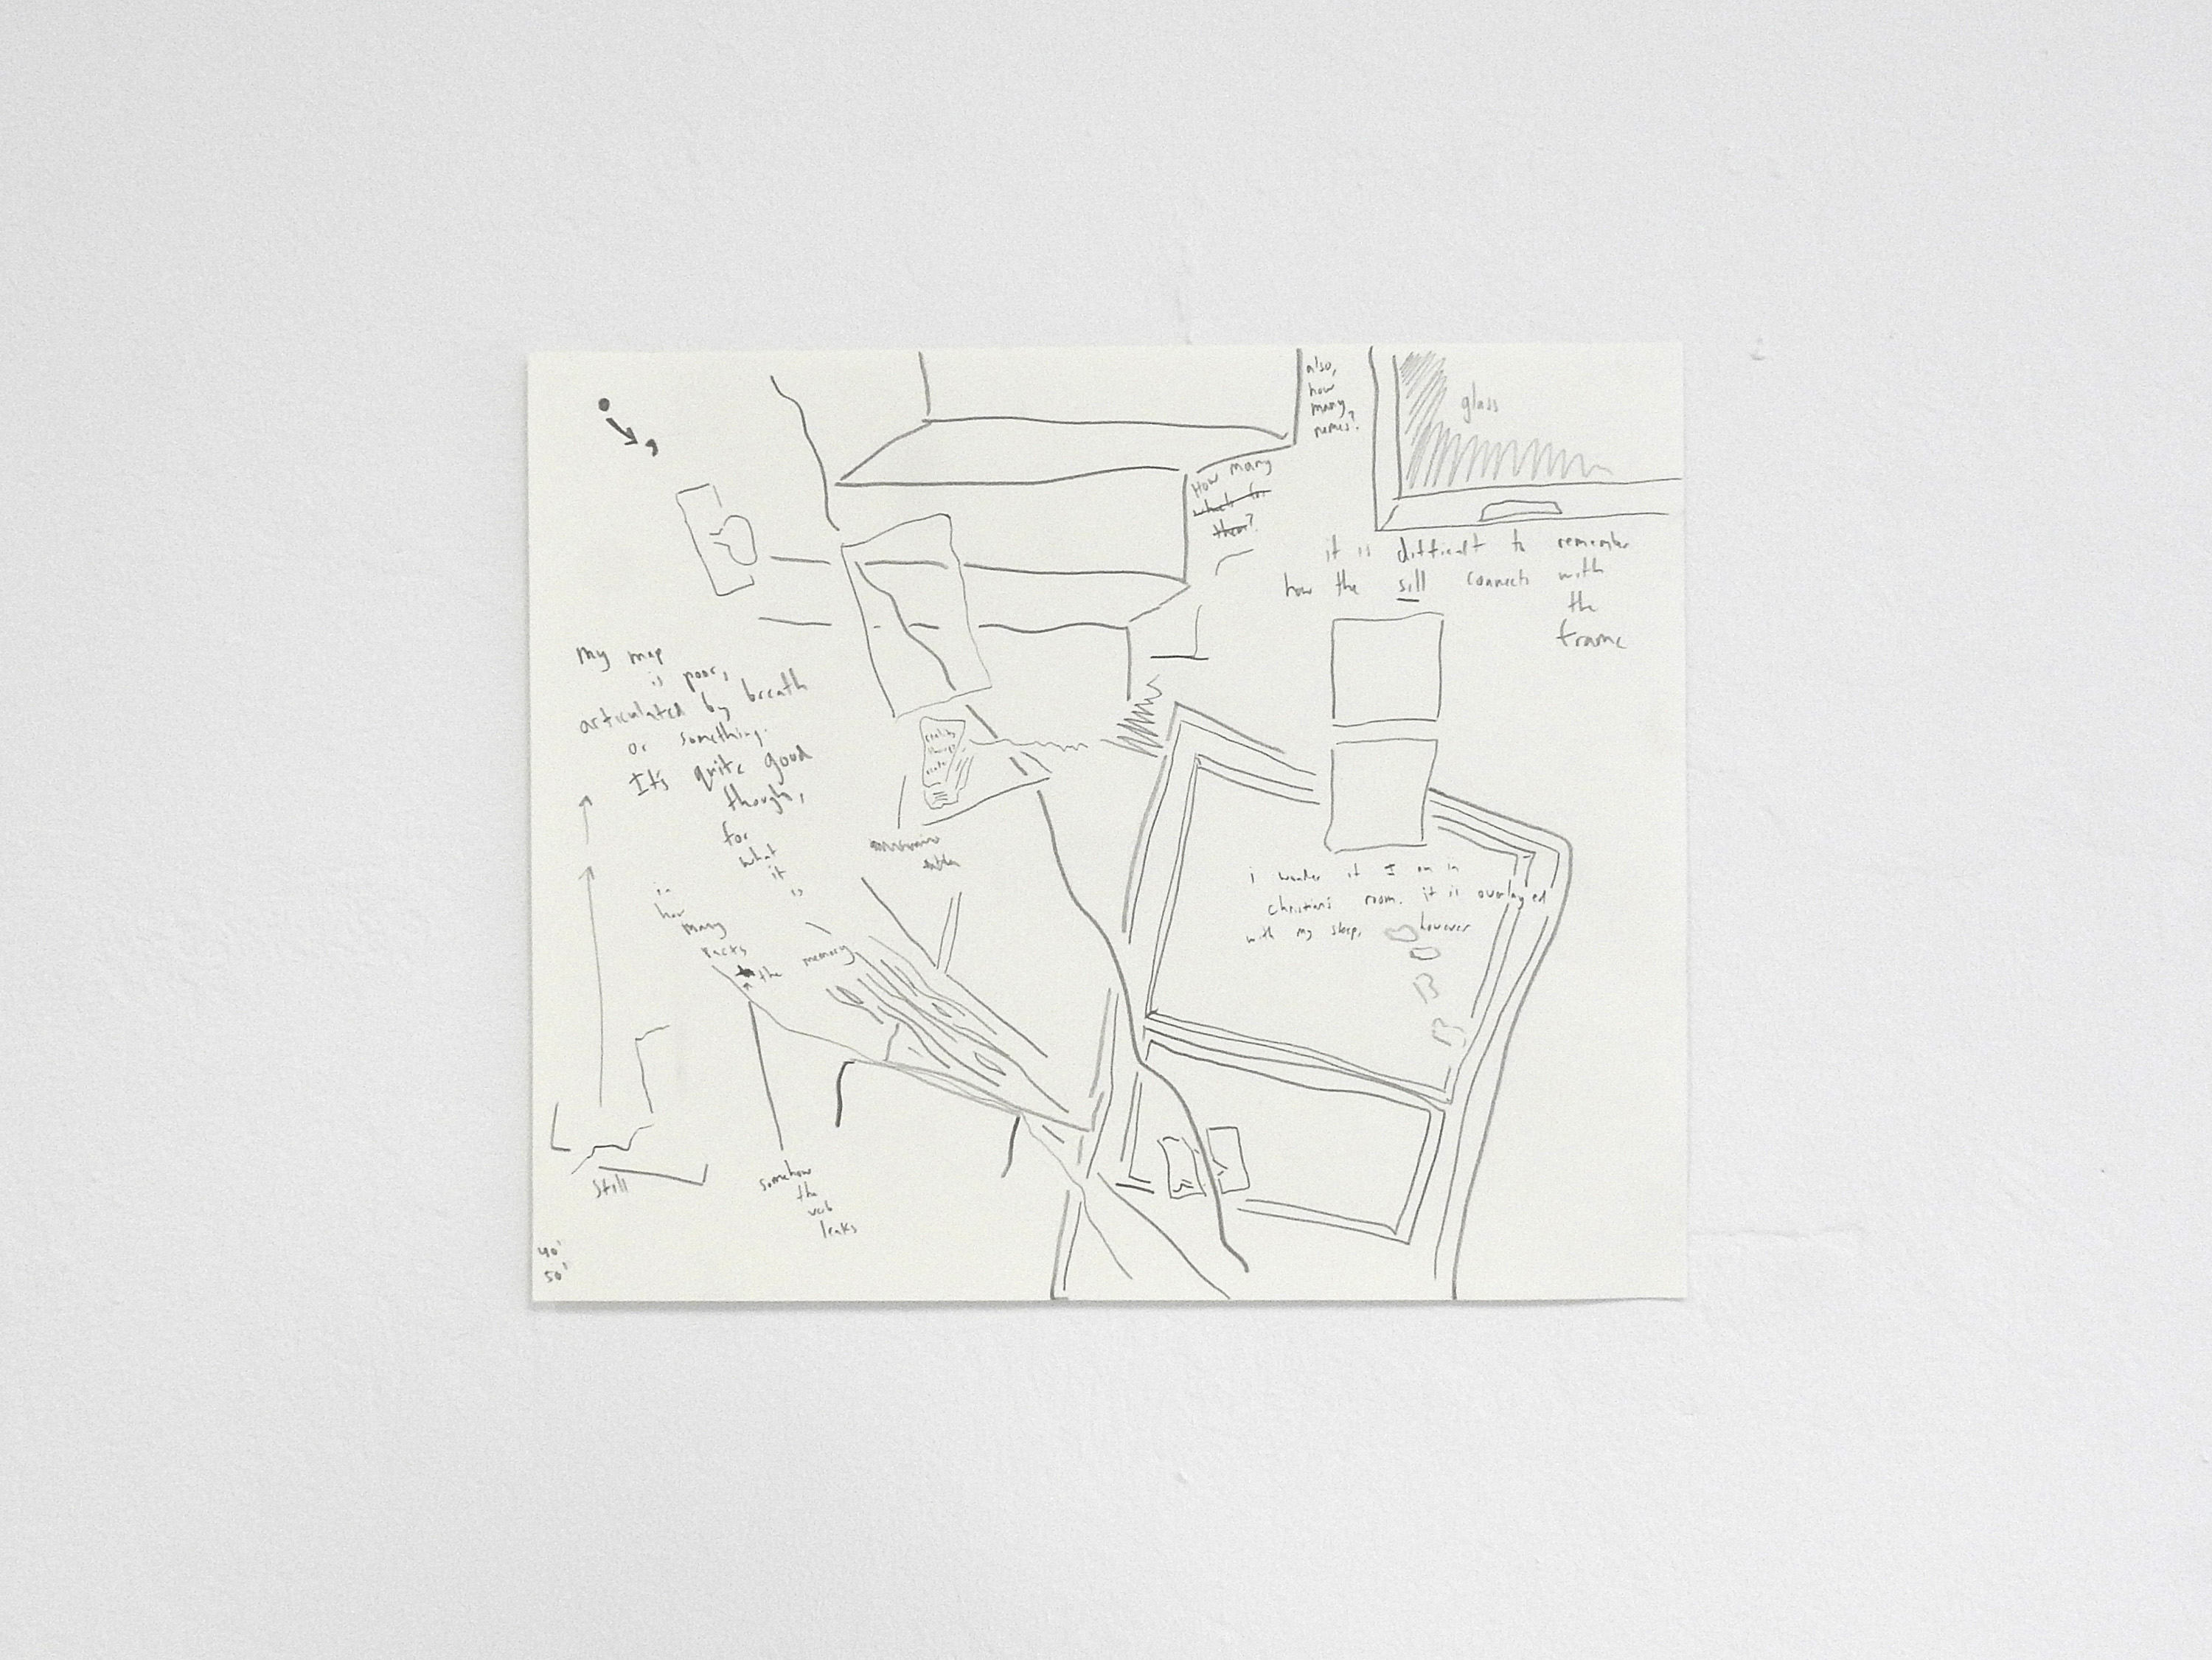 also,
how
many
names?
glass
How many
what for
them?
it is difficult to remember
how the sill connects with
the
frame
my map
is poor,
articulated by breath
or something.
It's quite good
though,
for
what
it
is
i wonder if I am in
christian's room. it is overlayed
with my sleep, however
in
how
many
the memory
still
somehow
the
leaks
40'
50'